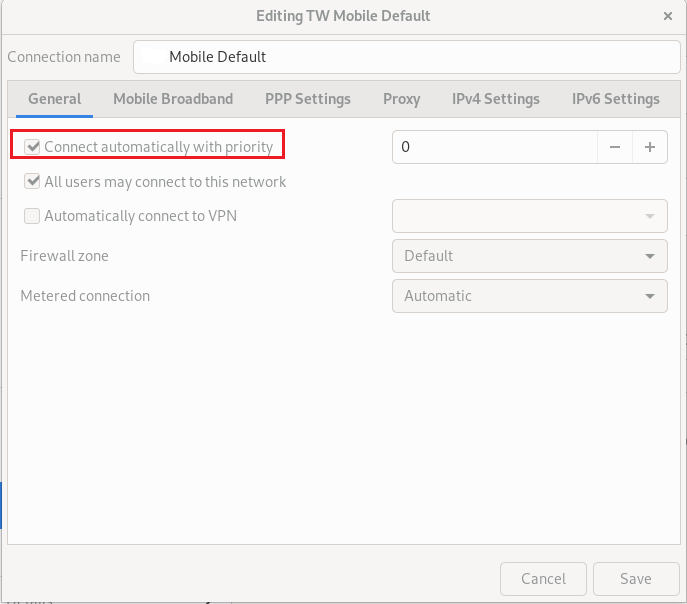 Editing TW Mobile Default
Connection name Mobile Default
General Mobile Broadband PPP Settings Proxy IPv4 Settings IPv6 Settings
Connect automatically with priority 0
All users may connect to this network
Automatically connect to VPN
Firewall zone Default
Metered connection Automatic
Cancel Save